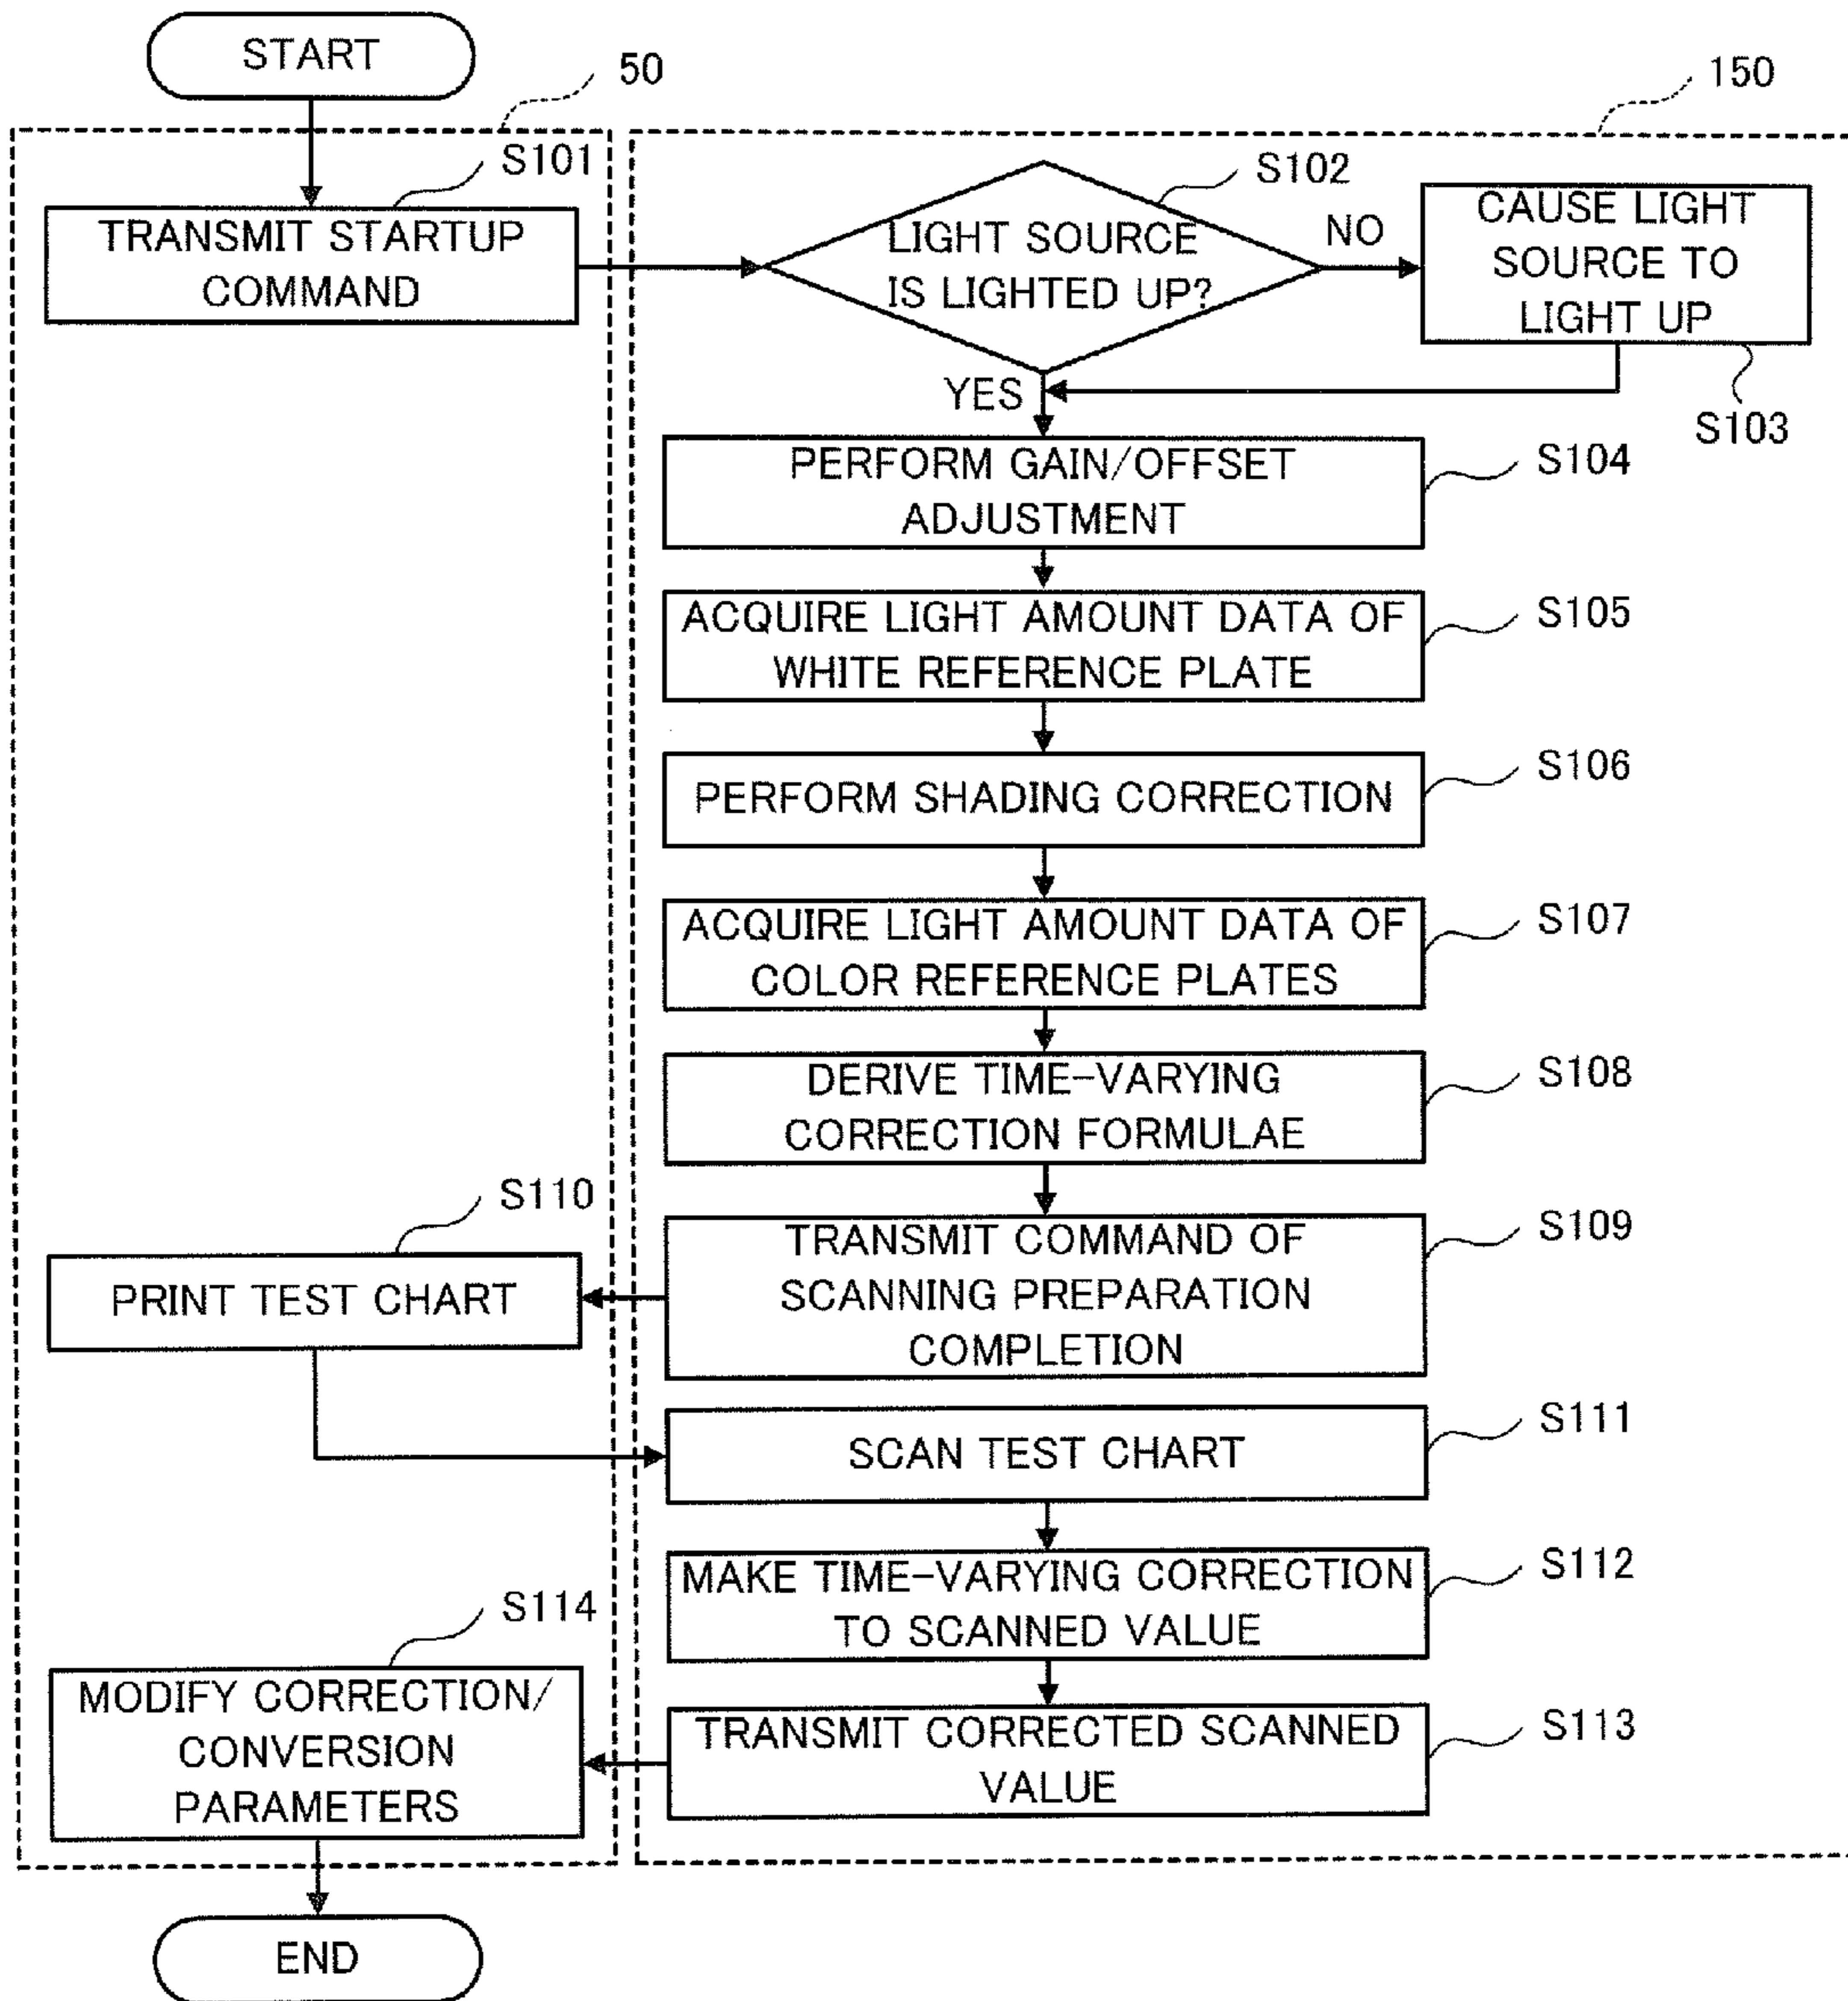 START
50
150
S101
TRANSMIT STARTUP
COMMAND
S102
LIGHT SOURCE
IS LIGHTED UP?
NO
CAUSE LIGHT
SOURCE TO
LIGHT UP
S103
YES
PERFORM GAIN/OFFSET
ADJUSTMENT
S104
ACQUIRE LIGHT AMOUNT DATA OF
WHITE REFERENCE PLATE
S105
PERFORM SHADING CORRECTION
S106
ACQUIRE LIGHT AMOUNT DATA OF
COLOR REFERENCE PLATES
S107
DERIVE TIME-VARYING
CORRECTION FORMULAE
S108
TRANSMIT COMMAND OF
SCANNING PREPARATION
COMPLETION
S109
S110
PRINT TEST CHART
SCAN TEST CHART
S111
MAKE TIME-VARYING CORRECTION
TO SCANNED VALUE
S112
TRANSMIT CORRECTED SCANNED
VALUE
S113
S114
MODIFY CORRECTION/
CONVERSION
PARAMETERS
END